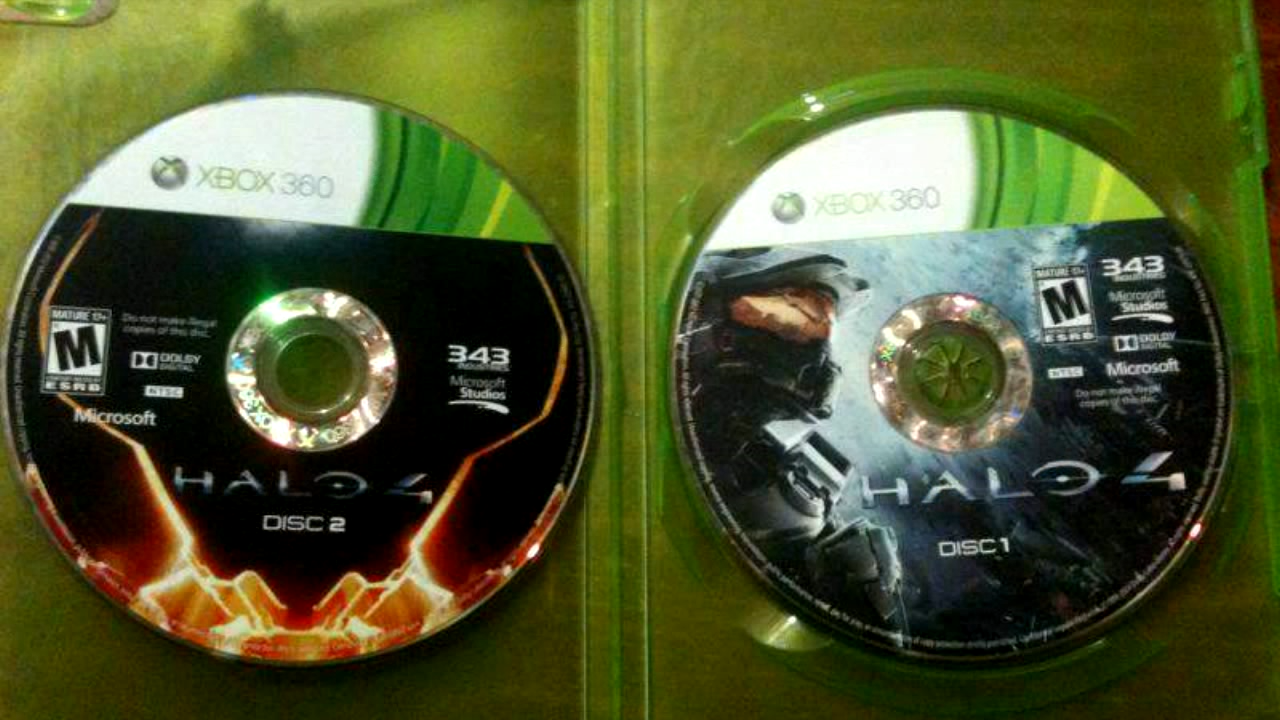 XBOX 360
MATURE 17+
M
ESRB
Do not make illegal
copies of this disc.
DOLBY
DIGITAL
NTSC
Microsoft
343
INDUSTRIES
Microsoft
Studios
HALO 4
DISC 2
XBOX 360
MATURE 17+
M
ESRB
343
INDUSTRIES
Microsoft
Studios
DOLBY
DIGITAL
NTSC
Microsoft
Do not make illegal
copies of this disc.
HALO 4
DISC 1